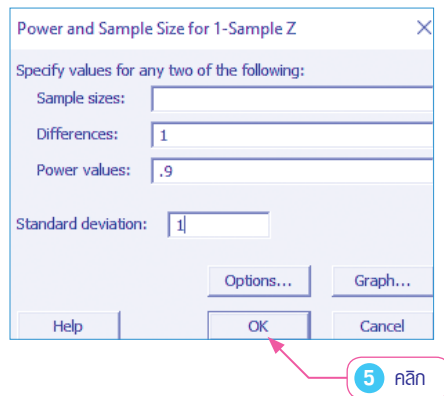 Power and Sample Size for 1-Sample Z
Specify values for any two of the following:
Sample sizes:
Differences: 1
Power values: .9
Standard deviation: 1
Options... Graph...
Help OK Cancel
5 คลิก